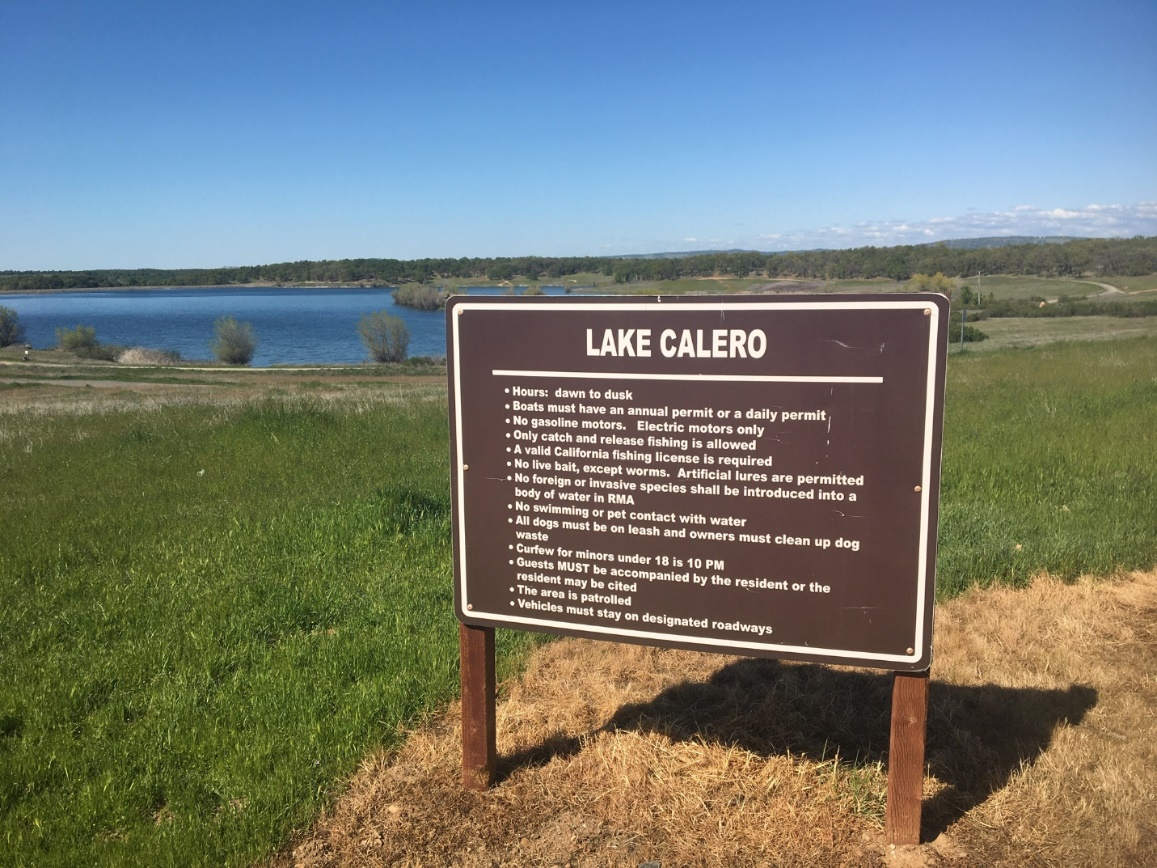 LAKE CALERO
• Hours: dawn to dusk
• Boats must have an annual permit or a daily permit
• No gasoline motors. Electric motors only
• Only catch and release fishing is allowed
• A valid California fishing license is required
• No live bait, except worms. Artificial lures are permitted
• No foreign or invasive species shall be introduced into a
body of water in RMA
• No swimming or pet contact with water
• All dogs must be on leash and owners must clean up dog
waste
• Curfew for minors under 18 is 10 PM
• Guests MUST be accompanied by the resident or the
resident may be cited
• The area is patrolled
• Vehicles must stay on designated roadways